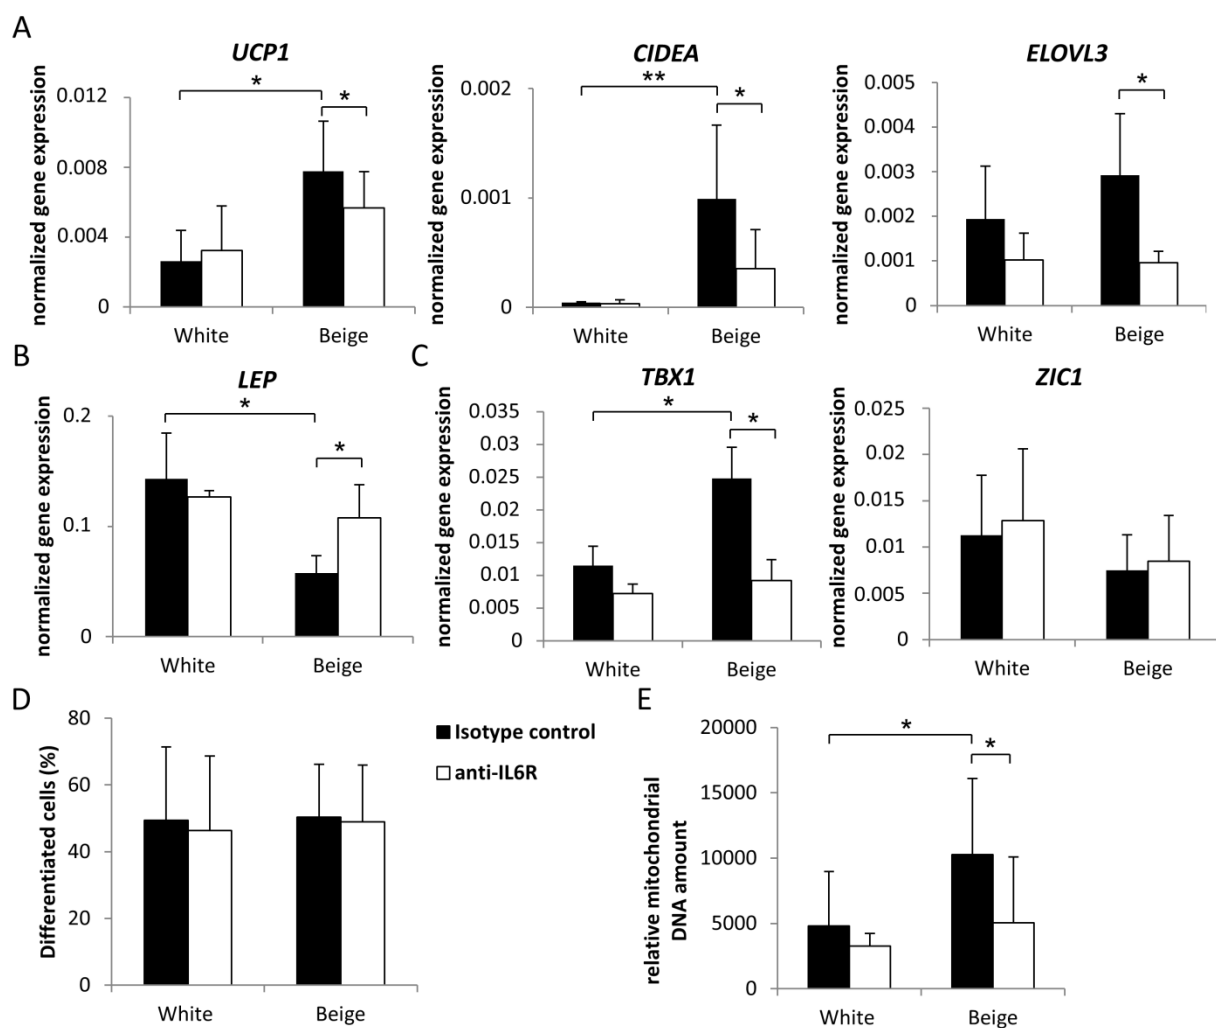 A
UCP1
normalized gene expression
0.012
0.008
0.004
0
*
*
White
Beige
CIDEA
normalized gene expression
0.002
0.001
0
**
*
White
Beige
ELOVL3
normalized gene expression
0.005
0.004
0.003
0.002
0.001
0
*
White
Beige
B
LEP
normalized gene expression
0.2
0.1
0
*
*
White
Beige
C
TBX1
normalized gene expression
0.035
0.03
0.025
0.02
0.015
0.01
0.005
0
*
*
White
Beige
ZIC1
normalized gene expression
0.025
0.02
0.015
0.01
0.005
0
White
Beige
D
Differentiated cells (%)
80
60
40
20
0
White
Beige
Isotype control
anti-IL6R
E
relative mitochondrial
DNA amount
20000
15000
10000
5000
0
*
*
White
Beige